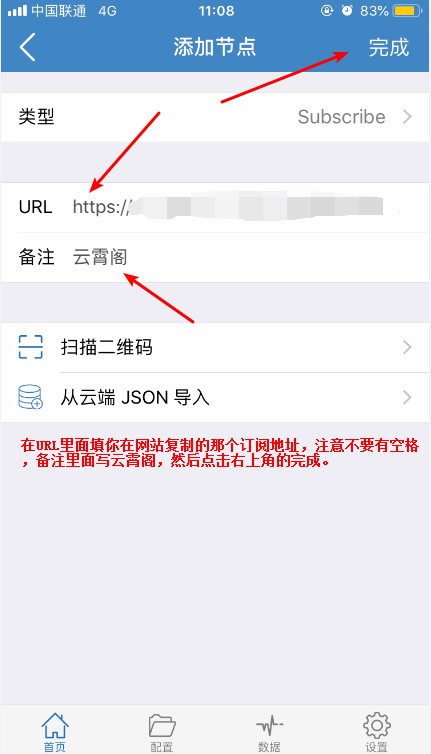 中国联通 4G 11:08 83%
添加节点 完成
类型 Subscribe
URL https://
备注 云霄阁
扫描二维码
从云端 JSON 导入
在URL里面填你在网站复制的那个订阅地址，注意不要有空格
，备注里面写云霄阁，然后点击右上角的完成。
首页 配置 数据 设置